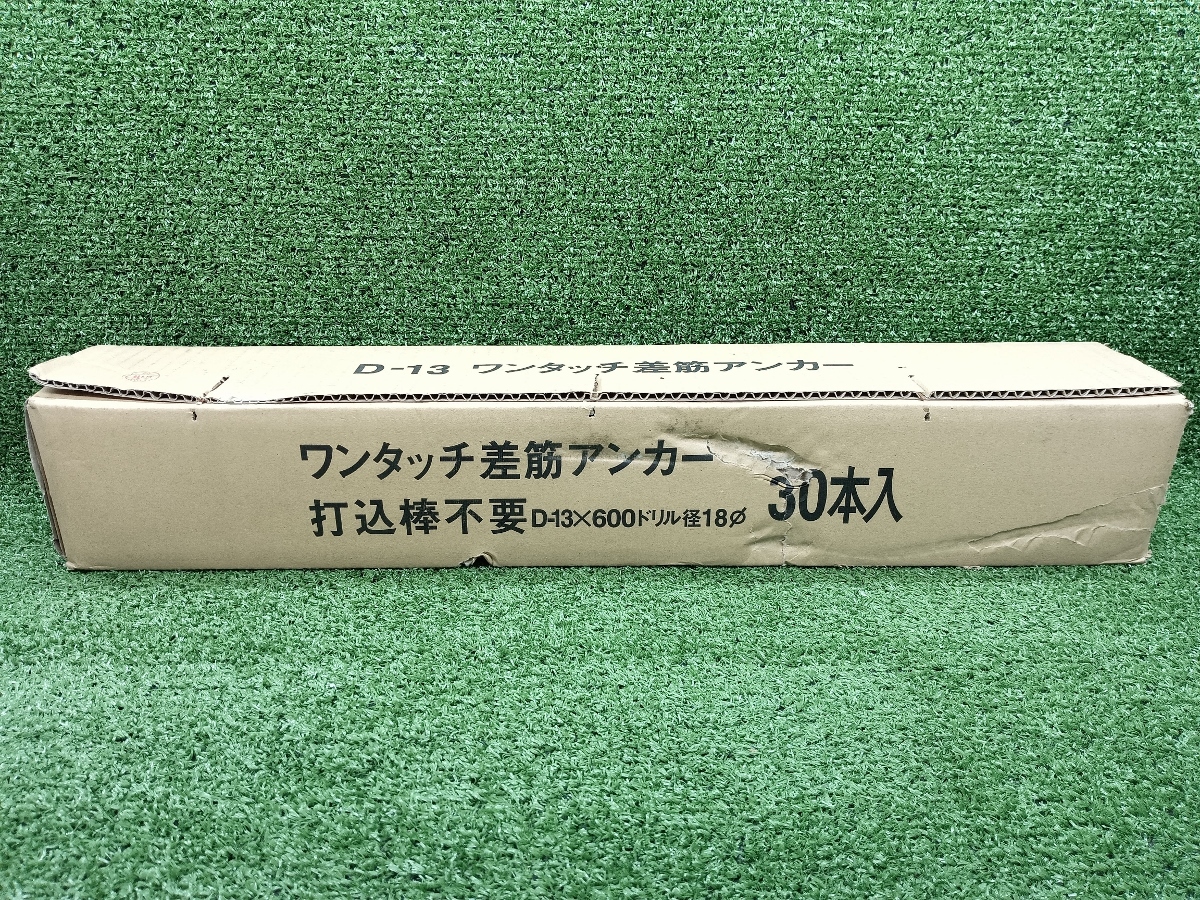 D-13 ワンタッチ差筋アンカー
ワンタッチ差筋アンカー
打込棒不要 D-13×600ドリル径18φ 30本入